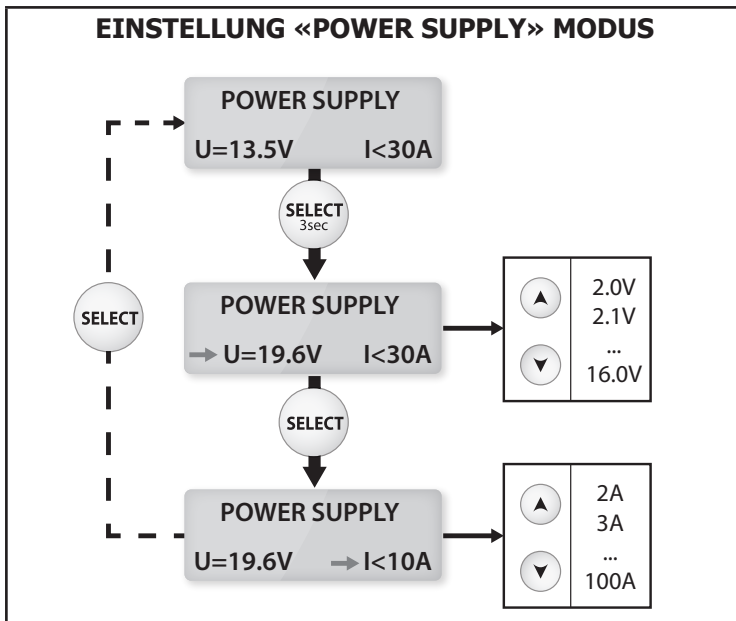 EINSTELLUNG «POWER SUPPLY» MODUS
POWER SUPPLY
U=13.5V I<30A
SELECT
3sec
POWER SUPPLY
U=19.6V I<30A
2.0V
2.1V
...
16.0V
SELECT
SELECT
POWER SUPPLY
U=19.6V I<10A
2A
3A
...
100A